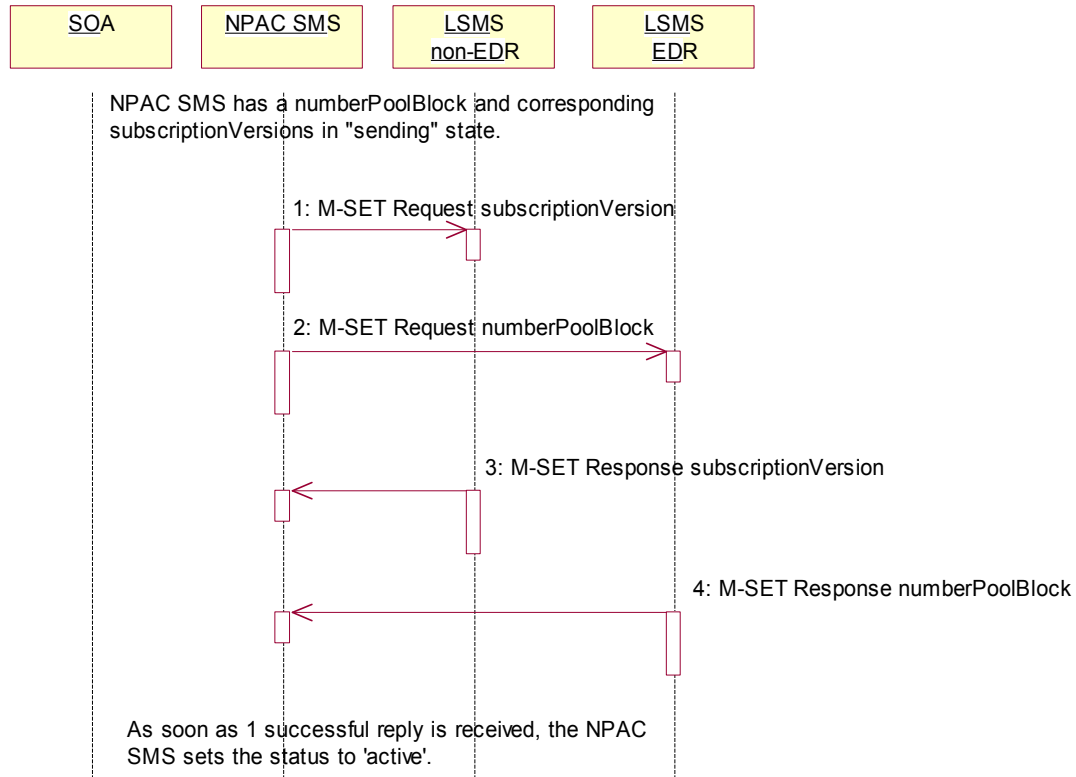 SOA
NPAC SMS
LSMS
non-EDR
LSMS
EDR
NPAC SMS has a numberPoolBlock and corresponding
subscriptionVersions in "sending" state.
1: M-SET Request subscriptionVersion
2: M-SET Request numberPoolBlock
3: M-SET Response subscriptionVersion
4: M-SET Response numberPoolBlock
As soon as 1 successful reply is received, the NPAC
SMS sets the status to 'active'.